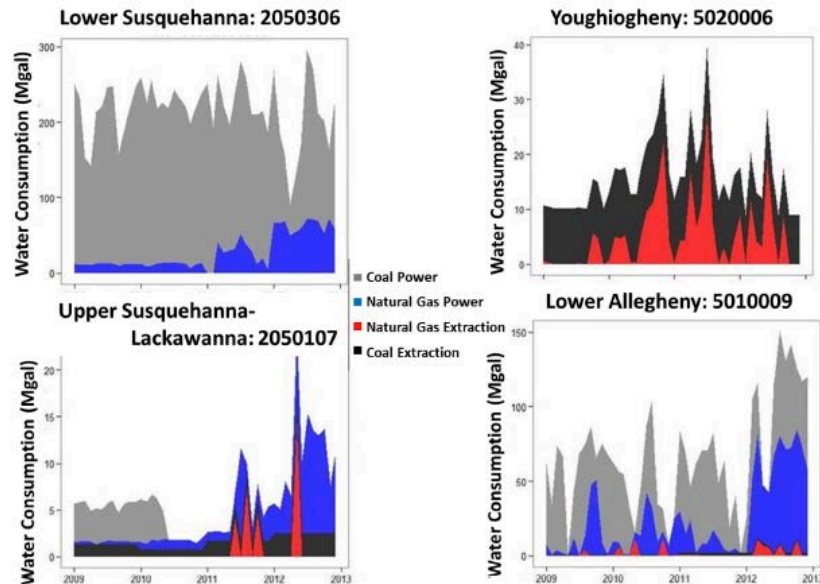 Lower Susquehanna: 2050306
Water Consumption (Mgal)
300
200
100
0
Youghiogheny: 5020006
Water Consumption (Mgal)
40
30
20
10
0
Coal Power
Natural Gas Power
Natural Gas Extraction
Coal Extraction
Upper Susquehanna-
Lackawanna: 2050107
Water Consumption (Mgal)
20
15
10
5
0
2009 2010 2011 2012 2013
Lower Allegheny: 5010009
Water Consumption (Mgal)
150
100
50
0
2009 2010 2011 2012 2013